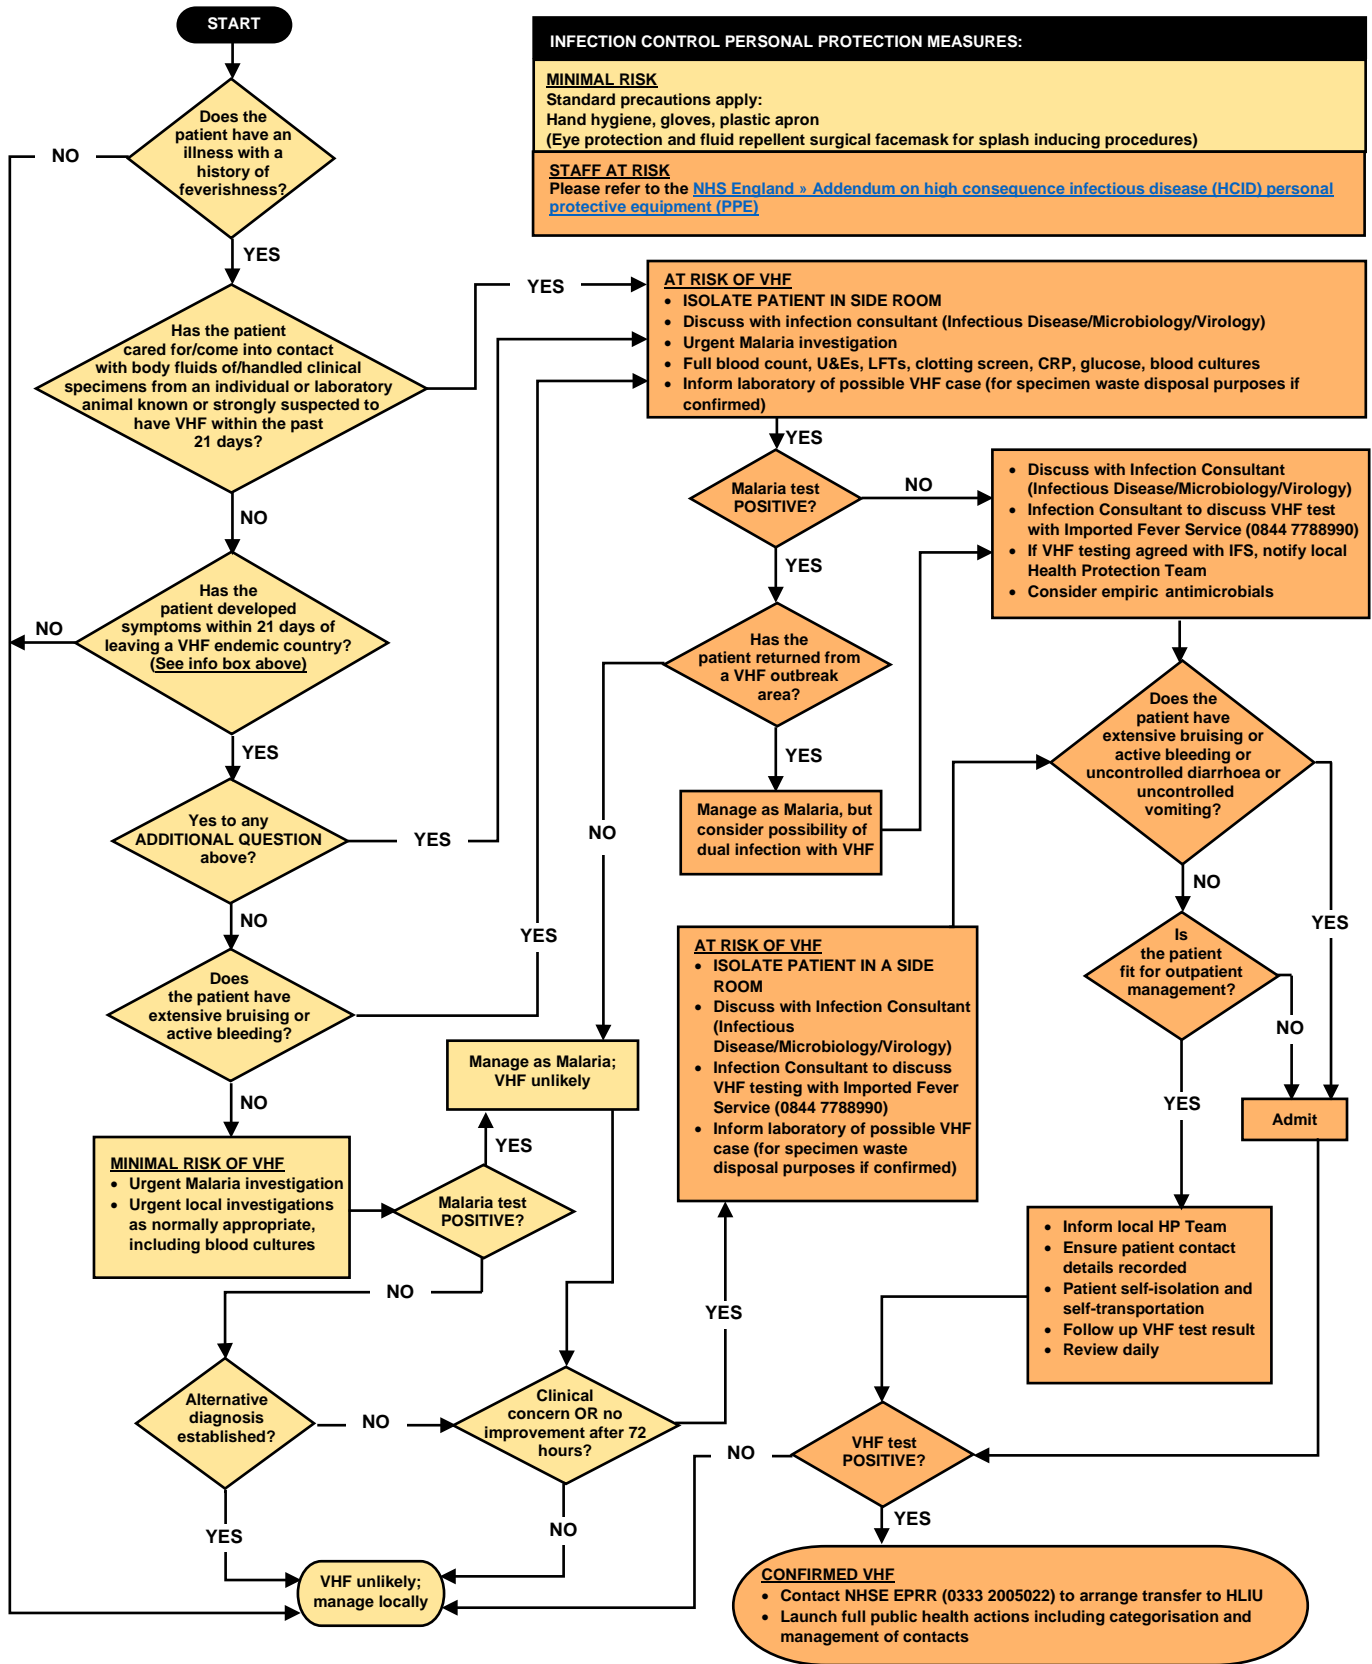 START
INFECTION CONTROL PERSONAL PROTECTION MEASURES:
MINIMAL RISK
Standard precautions apply:
Hand hygiene, gloves, plastic apron
(Eye protection and fluid repellent surgical facemask for splash inducing procedures)
STAFF AT RISK
Please refer to the NHS England » Addendum on high consequence infectious disease (HCID) personal
protective equipment (PPE)
Does the
patient have an
illness with a
history of
feverishness?
NO
YES
Has the patient
cared for/come into contact
with body fluids of/handled clinical
specimens from an individual or laboratory
animal known or strongly suspected to
have VHF within the past
21 days?
YES
NO
AT RISK OF VHF
• ISOLATE PATIENT IN SIDE ROOM
• Discuss with infection consultant (Infectious Disease/Microbiology/Virology)
• Urgent Malaria investigation
• Full blood count, U&Es, LFTs, clotting screen, CRP, glucose, blood cultures
• Inform laboratory of possible VHF case (for specimen waste disposal purposes if
confirmed)
YES
Malaria test
POSITIVE?
NO
YES
• Discuss with Infection Consultant
(Infectious Disease/Microbiology/Virology)
• Infection Consultant to discuss VHF test
with Imported Fever Service (0844 7788990)
• If VHF testing agreed with IFS, notify local
Health Protection Team
• Consider empiric antimicrobials
Has the
patient developed
symptoms within 21 days of
leaving a VHF endemic country?
(See info box above)
NO
YES
Has the
patient returned from
a VHF outbreak
area?
NO
YES
Does the
patient have
extensive bruising or
active bleeding or
uncontrolled diarrhoea or
uncontrolled
vomiting?
NO
YES
Yes to any
ADDITIONAL QUESTION
above?
YES
NO
Manage as Malaria, but
consider possibility of
dual infection with VHF
Does
the patient have
extensive bruising or
active bleeding?
YES
NO
AT RISK OF VHF
• ISOLATE PATIENT IN A SIDE
ROOM
• Discuss with Infection Consultant
(Infectious
Disease/Microbiology/Virology)
• Infection Consultant to discuss
VHF testing with Imported Fever
Service (0844 7788990)
• Inform laboratory of possible VHF
case (for specimen waste
disposal purposes if confirmed)
Is
the patient
fit for outpatient
management?
NO
YES
Admit
Manage as Malaria;
VHF unlikely
MINIMAL RISK OF VHF
• Urgent Malaria investigation
• Urgent local investigations
as normally appropriate,
including blood cultures
Malaria test
POSITIVE?
YES
NO
• Inform local HP Team
• Ensure patient contact
details recorded
• Patient self-isolation and
self-transportation
• Follow up VHF test result
• Review daily
Alternative
diagnosis
established?
NO
YES
Clinical
concern OR no
improvement after 72
hours?
YES
NO
VHF test
POSITIVE?
NO
YES
VHF unlikely;
manage locally
CONFIRMED VHF
• Contact NHSE EPRR (0333 2005022) to arrange transfer to HLIU
• Launch full public health actions including categorisation and
management of contacts